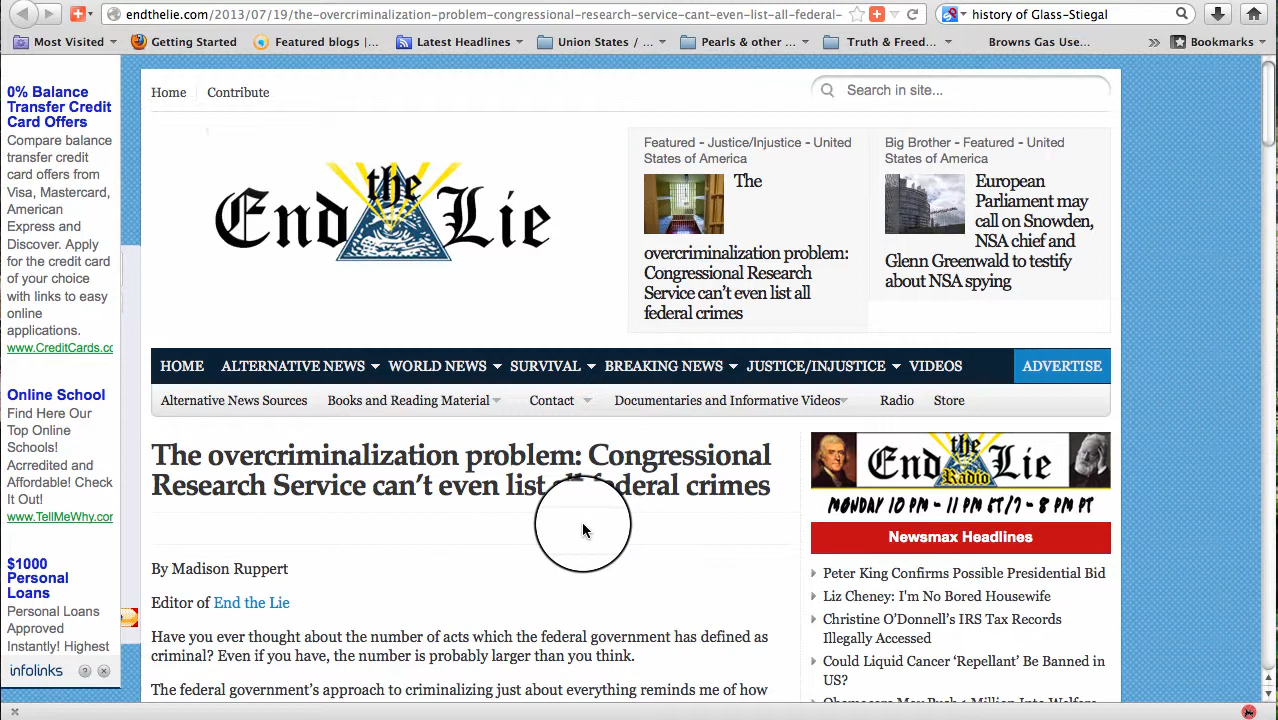 endthelie.com/2013/07/19/the-overcriminalization-problem-congressional-research-service-cant-even-list-all-federal-
history of Glass-Stiegal
Most Visited
Getting Started
Featured blogs |...
Latest Headlines
Union States / ...
Pearls & other ...
Truth & Freed...
Browns Gas Use...
Bookmarks
0% Balance
Transfer Credit
Card Offers
Compare balance
transfer credit
card offers from
Visa, Mastercard,
American
Express and
Discover. Apply
for the credit card
of your choice
with links to easy
online
applications.
www.CreditCards.cc
Online School
Find Here Our
Top Online
Schools!
Accredited and
Affordable! Check
It Out!
www.TellMeWhy.cor
$1000
Personal
Loans
Personal Loans
Approved
Instantly! Highest
infolinks
Home
Contribute
Search in site...
End the Lie
Featured - Justice/Injustice - United
States of America
The
overcriminalization problem:
Congressional Research
Service can't even list all
federal crimes
Big Brother - Featured - United
States of America
European
Parliament may
call on Snowden,
NSA chief and
Glenn Greenwald to testify
about NSA spying
HOME ALTERNATIVE NEWS WORLD NEWS SURVIVAL BREAKING NEWS JUSTICE/INJUSTICE VIDEOS ADVERTISE
Alternative News Sources Books and Reading Material Contact Documentaries and Informative Videos Radio Store
The overcriminalization problem: Congressional
Research Service can't even list all federal crimes
By Madison Ruppert
Editor of End the Lie
Have you ever thought about the number of acts which the federal government has defined as
criminal? Even if you have, the number is probably larger than you think.
The federal government's approach to criminalizing just about everything reminds me of how
End the Lie
Radio
MONDAY 10 PM - 11 PM ET/7 - 8 PM PT
Newsmax Headlines
Peter King Confirms Possible Presidential Bid
Liz Cheney: I'm No Bored Housewife
Christine O'Donnell's IRS Tax Records
Illegally Accessed
Could Liquid Cancer 'Repellant' Be Banned in
US?
Obamacare May Push 1 Million Into Welfare